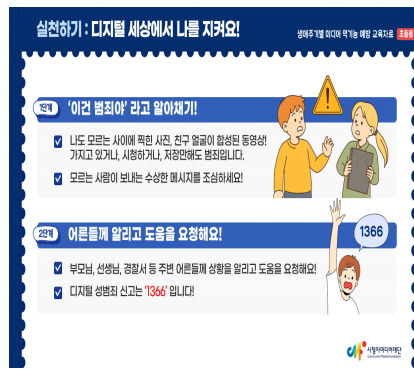 실천하기 : 디지털 세상에서 나를 지켜요!
생애주기별 미디어 역기능 예방 교육자료 초등용
1단계 '이건 범죄야' 라고 알아채기!
나도 모르는 사이에 찍힌 사진, 친구 얼굴이 합성된 동영상!
가지고 있거나, 시청하거나, 저장만해도 범죄입니다.
모르는 사람이 보내는 수상한 메시지를 조심하세요!
2단계 어른들께 알리고 도움을 요청해요!
1366
부모님, 선생님, 경찰서 등 주변 어른들께 상황을 알리고 도움을 요청해요!
디지털 성범죄 신고는 '1366' 입니다!
시청자미디어재단